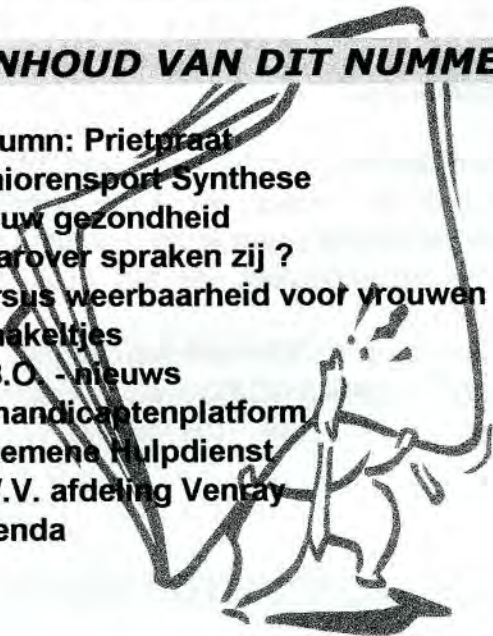 NHOUD VAN DIT NUMME
umn: Prietpraat
niorensport Synthese
uw gezondheid
arover spraken zij ?
rsus weerbaarheid voor vrouwen
nakeltjes
B.O. - nieuws
handicaptenplatform
emene Hulpdienst
V. afdeling Venray
enda